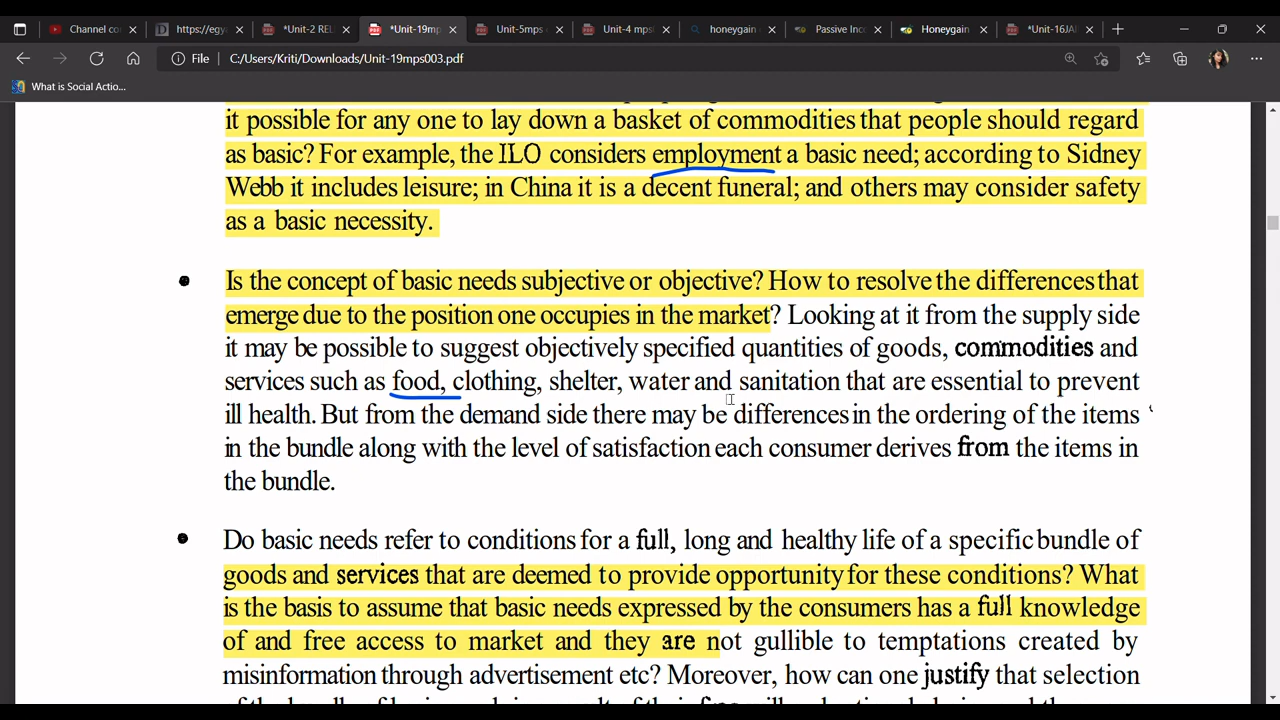 Channel co
https://egy
*Unit-2 REL
*Unit-19mp
Unit-5mps
Unit-4 mps
honeygain
Passive Inc
Honeygain
*Unit-16JA
File
C:/Users/Kriti/Downloads/Unit-19mps003.pdf
What is Social Actio...
it possible for any one to lay down a basket of commodities that people should regard
as basic? For example, the ILO considers employment a basic need; according to Sidney
Webb it includes leisure; in China it is a decent funeral; and others may consider safety
as a basic necessity.
• Is the concept of basic needs subjective or objective? How to resolve the differences that
emerge due to the position one occupies in the market? Looking at it from the supply side
it may be possible to suggest objectively specified quantities of goods, commodities and
services such as food, clothing, shelter, water and sanitation that are essential to prevent
ill health. But from the demand side there may be differences in the ordering of the items
in the bundle along with the level of satisfaction each consumer derives from the items in
the bundle.
• Do basic needs refer to conditions for a full, long and healthy life of a specific bundle of
goods and services that are deemed to provide opportunity for these conditions? What
is the basis to assume that basic needs expressed by the consumers has a full knowledge
of and free access to market and they are not gullible to temptations created by
misinformation through advertisement etc? Moreover, how can one justify that selection